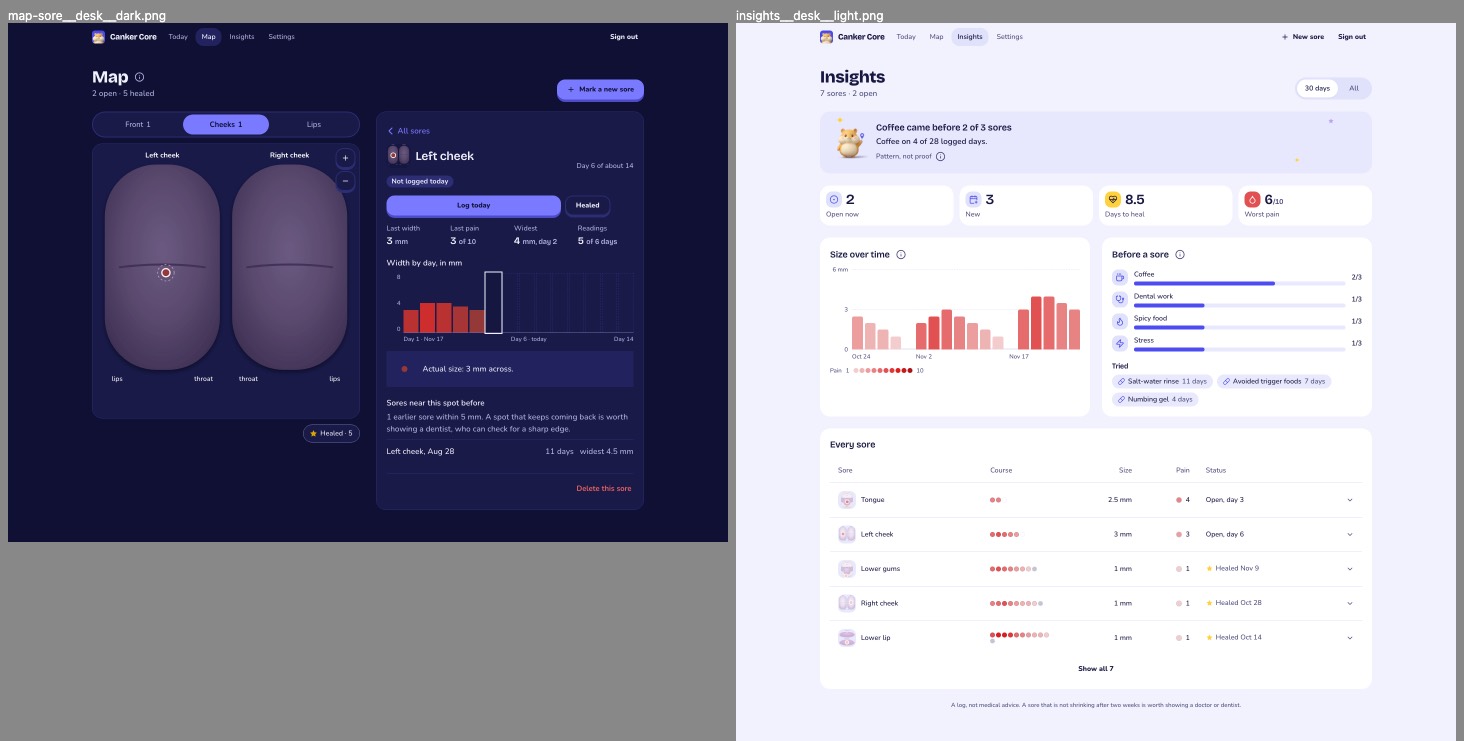 map-sore__desk__dark.png
Canker Core Today Map Insights Settings Sign out
Map
2 open · 5 healed
+ Mark a new sore
Front 1 Cheeks 1 Lips
Left cheek Right cheek
+
−
lips throat throat lips
Healed · 5
All sores
Left cheek
Day 6 of about 14
Not logged today
Log today Healed
Last width Last pain Widest Readings
3 mm 3 of 10 4 mm, day 2 5 of 6 days
Width by day, in mm
8
4
0
Day 1 · Nov 17 Day 6 · today Day 14
Actual size: 3 mm across.
Sores near this spot before
1 earlier sore within 5 mm. A spot that keeps coming back is worth
showing a dentist, who can check for a sharp edge.
Left cheek, Aug 28 11 days widest 4.5 mm
Delete this sore
insights__desk__light.png
Canker Core Today Map Insights Settings + New sore Sign out
Insights
7 sores · 2 open
30 days All
Coffee came before 2 of 3 sores
Coffee on 4 of 28 logged days.
Pattern, not proof
2
Open now
3
New
8.5
Days to heal
6/10
Worst pain
Size over time
6 mm
3
0
Oct 24 Nov 2 Nov 17
Pain 1 10
Before a sore
Coffee 2/3
Dental work 1/3
Spicy food 1/3
Stress 1/3
Tried
Salt-water rinse 11 days Avoided trigger foods 7 days
Numbing gel 4 days
Every sore
Sore Course Size Pain Status
Tongue 2.5 mm 4 Open, day 3
Left cheek 3 mm 3 Open, day 6
Lower gums 1 mm 1 Healed Nov 9
Right cheek 1 mm 1 Healed Oct 28
Lower lip 1 mm 1 Healed Oct 14
Show all 7
A log, not medical advice. A sore that is not shrinking after two weeks is worth showing a doctor or dentist.